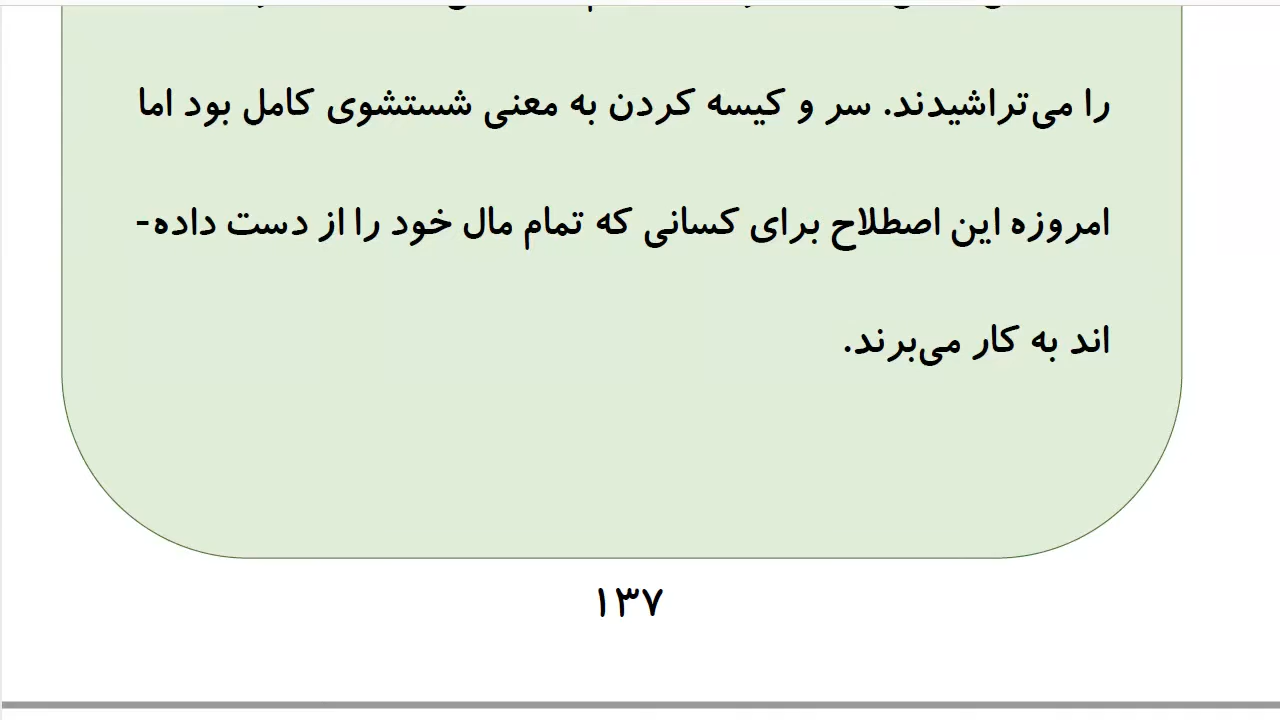 را می‌تراشیدند. سر و کیسه کردن به معنی شستشوی کامل بود اما
امروزه این اصطلاح برای کسانی که تمام مال خود را از دست داده-
اند به کار می‌برند.
۱۳۷